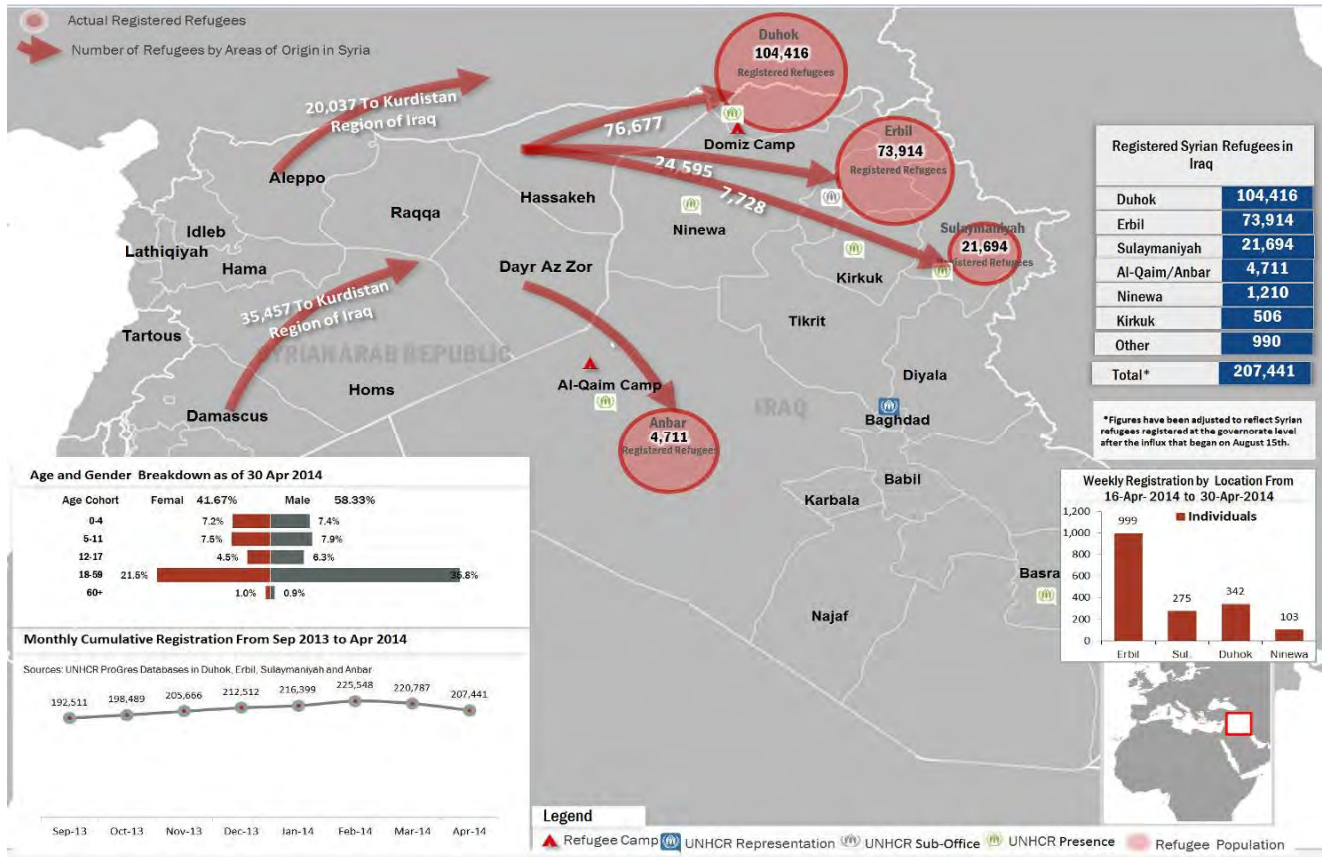 Actual Registered Refugees
Number of Refugees by Areas of Origin in Syria
20,037 To Kurdistan
Region of Iraq
35,457 To Kurdistan
Region of Iraq
76,677
24,595
7,728
Duhok
104,416
Registered Refugees
Domiz Camp
Erbil
73,914
Registered Refugees
Sulaymaniyah
21,694
Registered Refugees
Aleppo
Raqqa
Hassakeh
Ninewa
Idleb
Lathiqiyah
Hama
Dayr Az Zor
Kirkuk
Tartous
Tikrit
SYRIAN ARAB REPUBLIC
Homs
Damascus
Al-Qaim Camp
Anbar
4,711
Registered Refugees
IRAQ
Diyala
Baghdad
Babil
Karbala
Najaf
Basra
Registered Syrian Refugees in
Iraq
Duhok 104,416
Erbil 73,914
Sulaymaniyah 21,694
Al-Qaim/Anbar 4,711
Ninewa 1,210
Kirkuk 506
Other 990
Total* 207,441
*Figures have been adjusted to reflect Syrian
refugees registered at the governorate level
after the influx that began on August 15th.
Age and Gender Breakdown as of 30 Apr 2014
Age Cohort Femal 41.67% Male 58.33%
0-4 7.2% 7.4%
5-11 7.5% 7.9%
12-17 4.5% 6.3%
18-59 21.5% 35.8%
60+ 1.0% 0.9%
Monthly Cumulative Registration From Sep 2013 to Apr 2014
Sources: UNHCR ProGres Databases in Duhok, Erbil, Sulaymaniyah and Anbar
192,511 198,489 205,666 212,512 216,399 225,548 220,787 207,441
Sep-13 Oct-13 Nov-13 Dec-13 Jan-14 Feb-14 Mar-14 Apr-14
Weekly Registration by Location From
16-Apr- 2014 to 30-Apr-2014
Individuals
1,200
1,000
800
600
400
200
0
999
275
342
103
Erbil Sul. Duhok Ninewa
Legend
Refugee Camp UNHCR Representation UNHCR Sub-Office UNHCR Presence Refugee Population